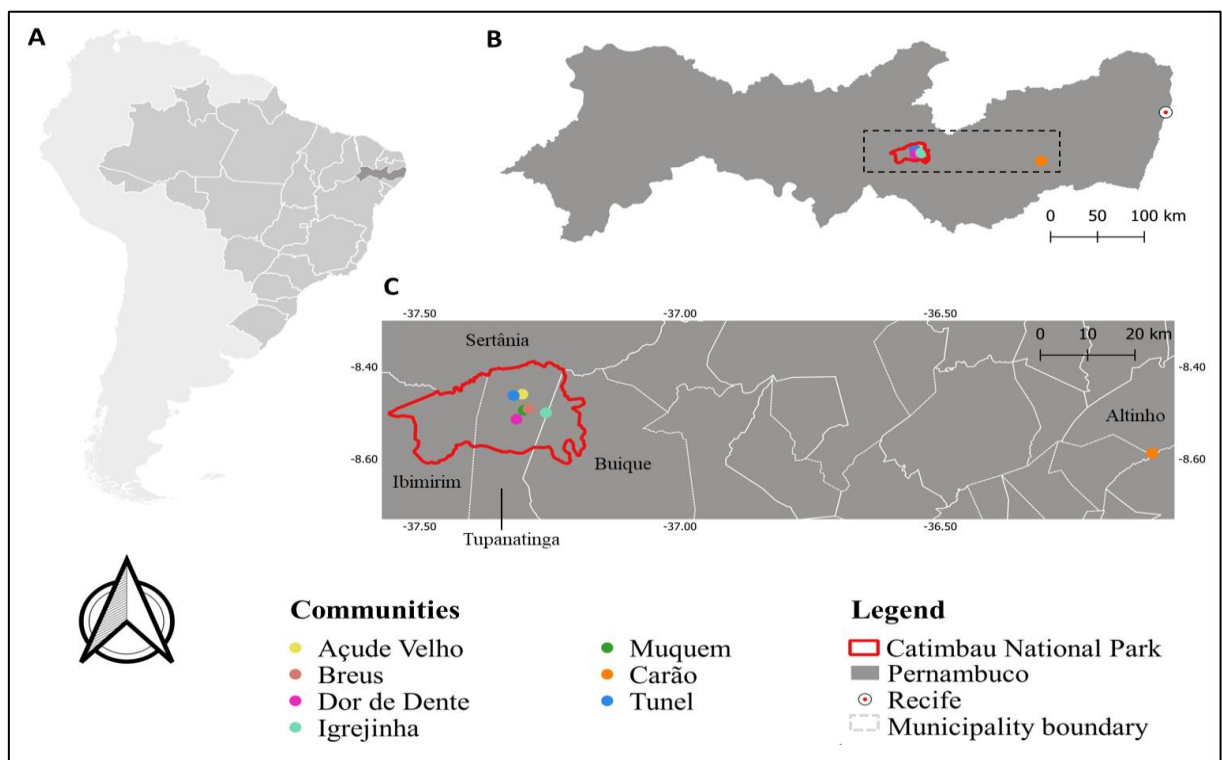 A
B
0 50 100 km
C
-37.50 -37.00 -36.50
Sertânia
0 10 20 km
-8.40 -8.40
Altinho
-8.60 Buique -8.60
Ibimirim
-37.50 -37.00 -36.50
Tupanatinga
Communities
Açude Velho
Breus
Dor de Dente
Igrejinha
Muquem
Carão
Tunel
Legend
Catimbau National Park
Pernambuco
Recife
Municipality boundary